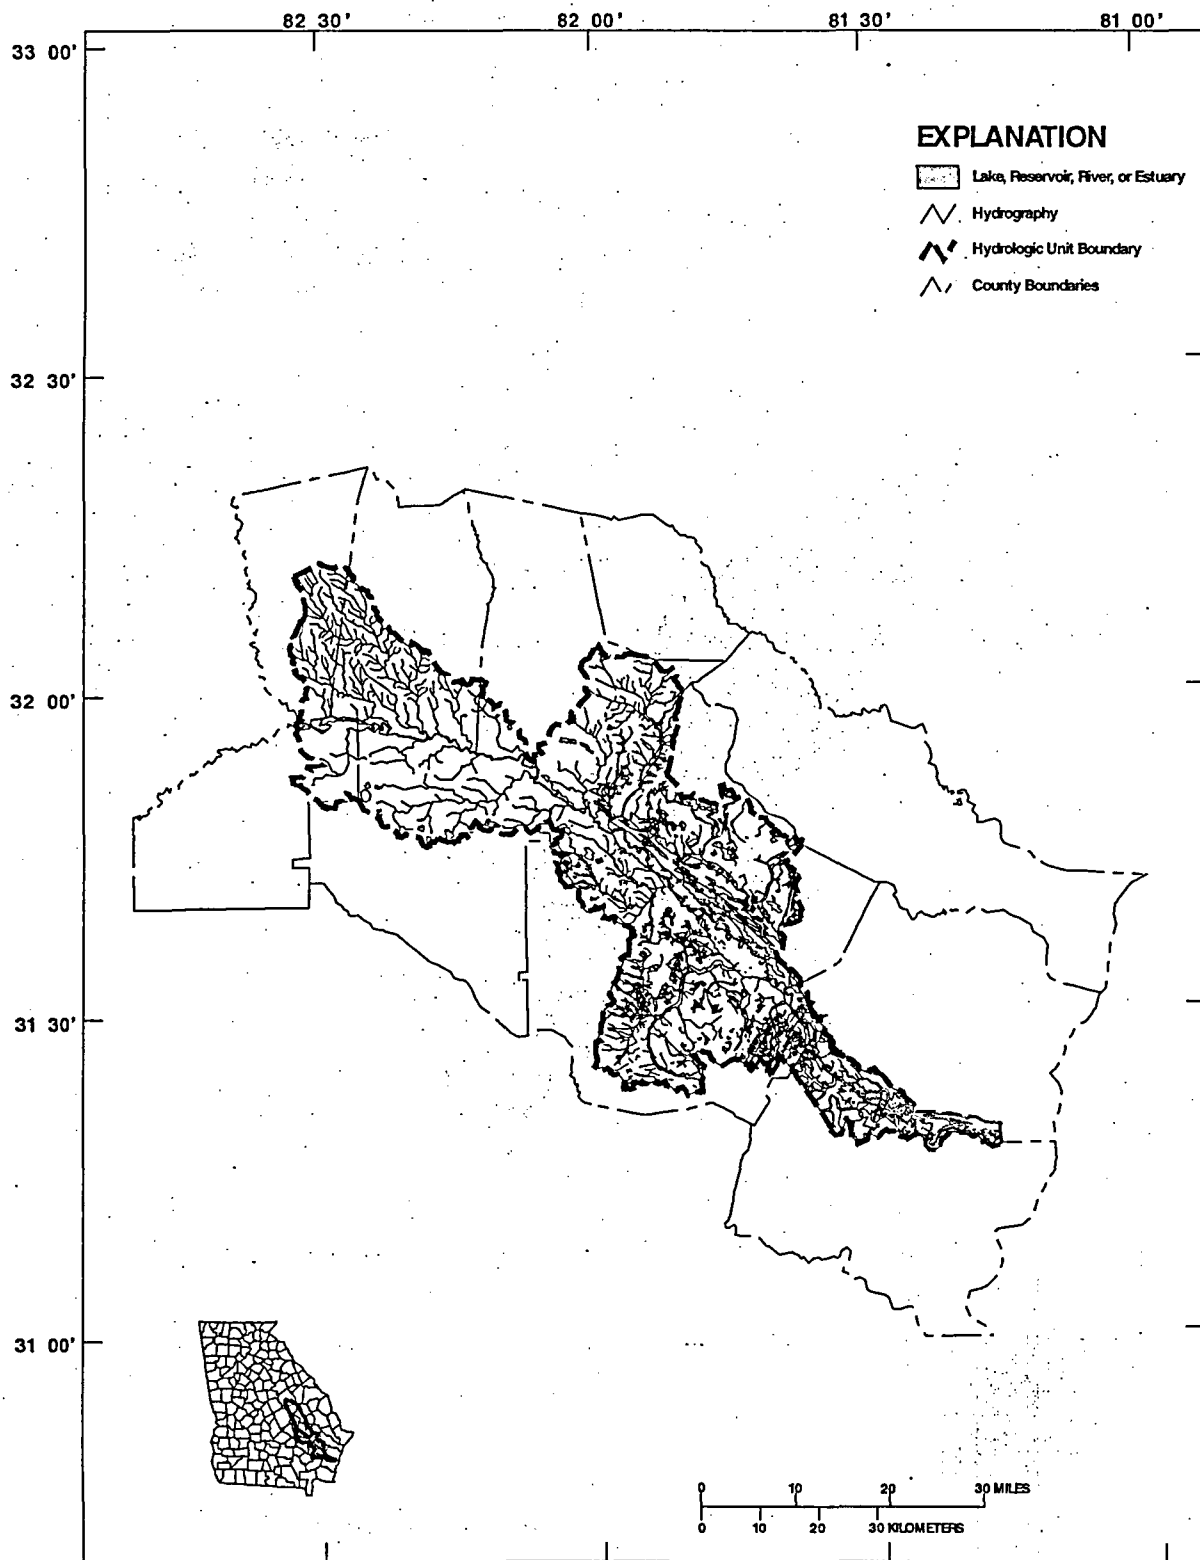 82 30' 82 00' 81 30' 81 00'
33 00'
EXPLANATION
Lake, Reservoir, River, or Estuary
Hydrography
Hydrologic Unit Boundary
County Boundaries
32 30'
32 00'
31 30'
31 00'
0 10 20 30 MILES
0 10 20 30 KILOMETERS